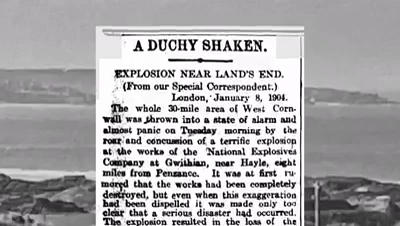 A DUCHY SHAKEN.
EXPLOSION NEAR LAND'S END.
(From our Special Correspondent.)
London, January 8, 1904.
The whole 30-mile area of West Corn-
wall was thrown into a state of alarm and
almost panic on Tuesday morning by the
roar and concussion of a terrific explosion
at the works of the National Explosives
Company at Gwithian, near Hayle, eight
miles from Penzance. It was at first ru-
mored that the works had been completely
destroyed, but even when this exaggeration
had been dispelled it was made only too
clear that a serious disaster had occurred.
The explosion resulted in the loss of the